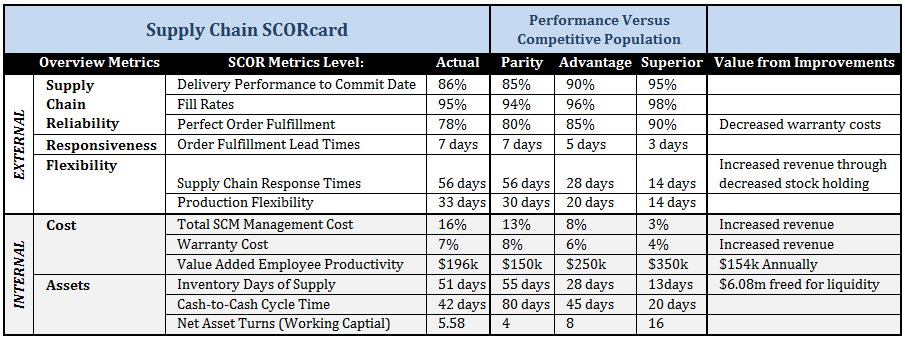 Supply Chain SCORcard
Performance Versus
Competitive Population
Overview Metrics SCOR Metrics Level: Actual Parity Advantage Superior Value from Improvements
EXTERNAL
Supply Delivery Performance to Commit Date 86% 85% 90% 95%
Chain Fill Rates 95% 94% 96% 98%
Reliability Perfect Order Fulfillment 78% 80% 85% 90% Decreased warranty costs
Responsiveness Order Fulfillment Lead Times 7 days 7 days 5 days 3 days
Flexibility Increased revenue through
Supply Chain Response Times 56 days 56 days 28 days 14 days decreased stock holding
Production Flexibility 33 days 30 days 20 days 14 days
INTERNAL
Cost Total SCM Management Cost 16% 13% 8% 3% Increased revenue
Warranty Cost 7% 8% 6% 4% Increased revenue
Value Added Employee Productivity $196k $150k $250k $350k $154k Annually
Assets Inventory Days of Supply 51 days 55 days 28 days 13days $6.08m freed for liquidity
Cash-to-Cash Cycle Time 42 days 80 days 45 days 20 days
Net Asset Turns (Working Captial) 5.58 4 8 16